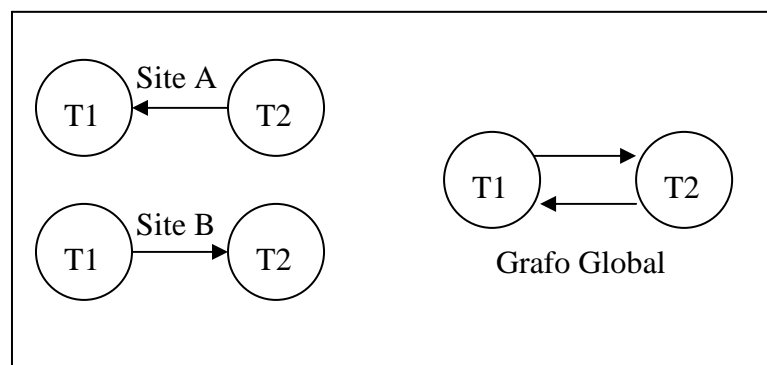 Site A
T1 T2
Site B
T1 T2
T1 T2
Grafo Global